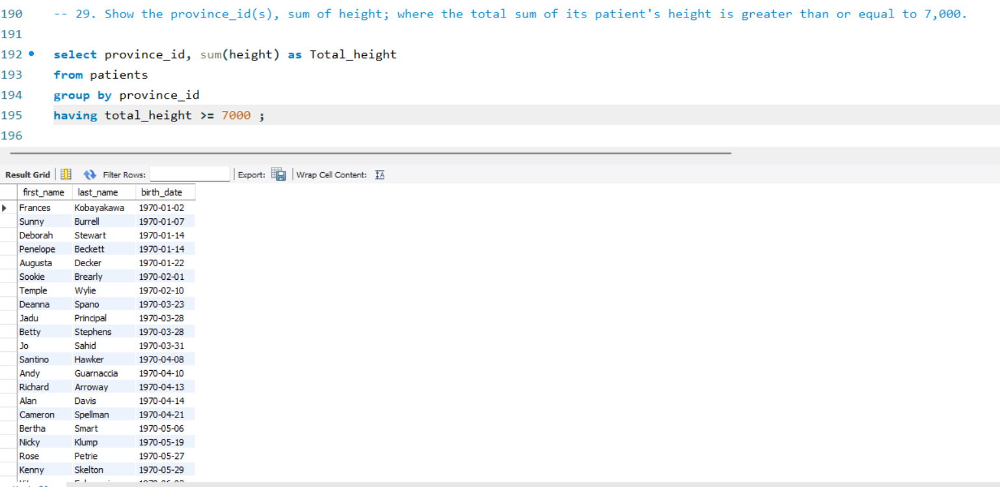 190 -- 29. Show the province_id(s), sum of height; where the total sum of its patient's height is greater than or equal to 7,000.
191
192 select province_id, sum(height) as Total_height
193 from patients
194 group by province_id
195 having total_height >= 7000 ;
196
Result Grid Filter Rows: Export: Wrap Cell Content: IA
first_name last_name birth_date
Frances Kobayakawa 1970-01-02
Sunny Burrell 1970-01-07
Deborah Stewart 1970-01-14
Penelope Beckett 1970-01-14
Augusta Decker 1970-01-22
Sookie Brearly 1970-02-01
Temple Wylie 1970-02-10
Deanna Spano 1970-03-23
Jadu Principal 1970-03-28
Betty Stephens 1970-03-28
Jo Sahid 1970-03-31
Santino Hawker 1970-04-08
Andy Guarnaccia 1970-04-10
Richard Arroway 1970-04-13
Alan Davis 1970-04-14
Cameron Spellman 1970-04-21
Bertha Smart 1970-05-06
Nicky Klump 1970-05-19
Rose Petrie 1970-05-27
Kenny Skelton 1970-05-29